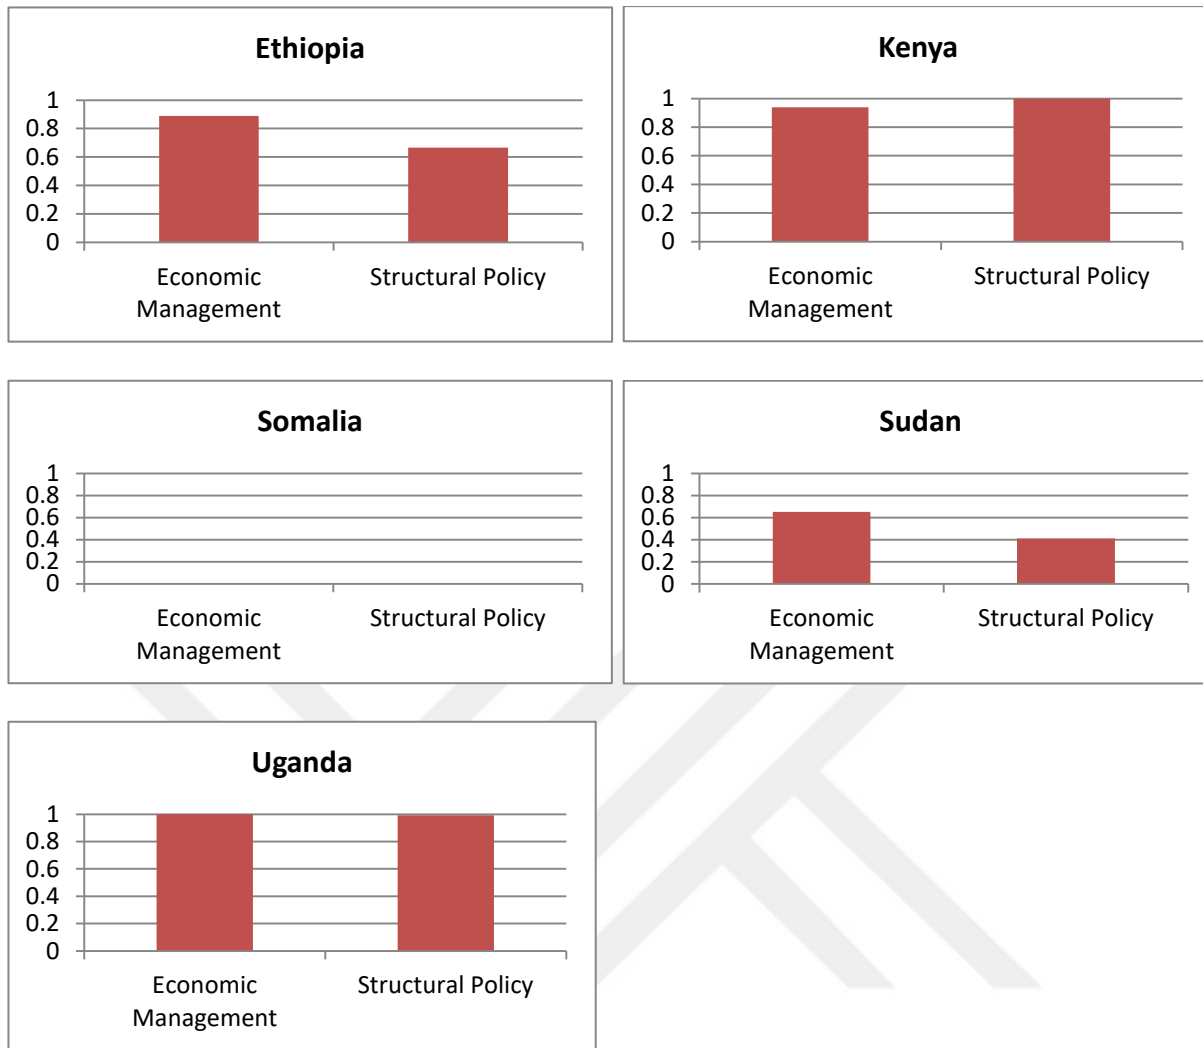 Ethiopia
1
0.8
0.6
0.4
0.2
0
Economic
Management
Structural Policy
Kenya
1
0.8
0.6
0.4
0.2
0
Economic
Management
Structural Policy
Somalia
1
0.8
0.6
0.4
0.2
0
Economic
Management
Structural Policy
Sudan
1
0.8
0.6
0.4
0.2
0
Economic
Management
Structural Policy
Uganda
1
0.8
0.6
0.4
0.2
0
Economic
Management
Structural Policy